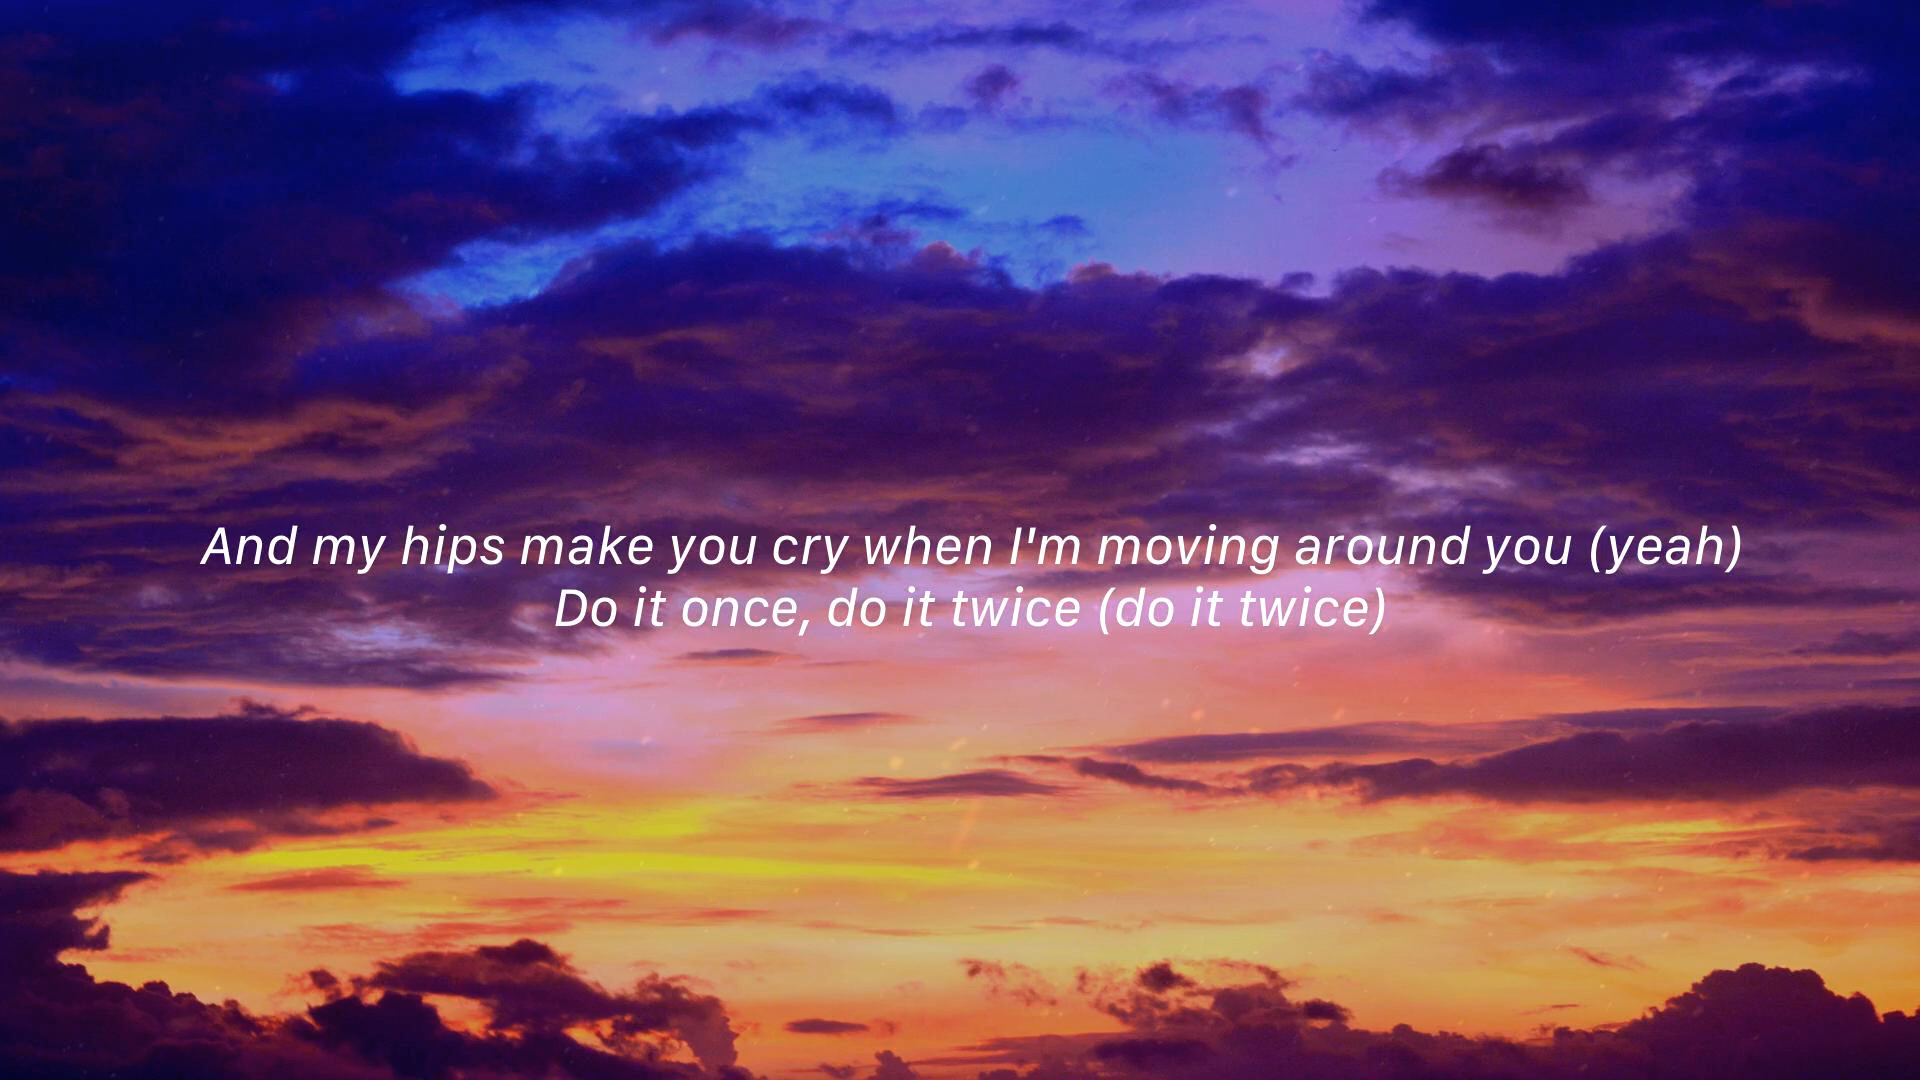 And my hips make you cry when I'm moving around you (yeah)
Do it once, do it twice (do it twice)